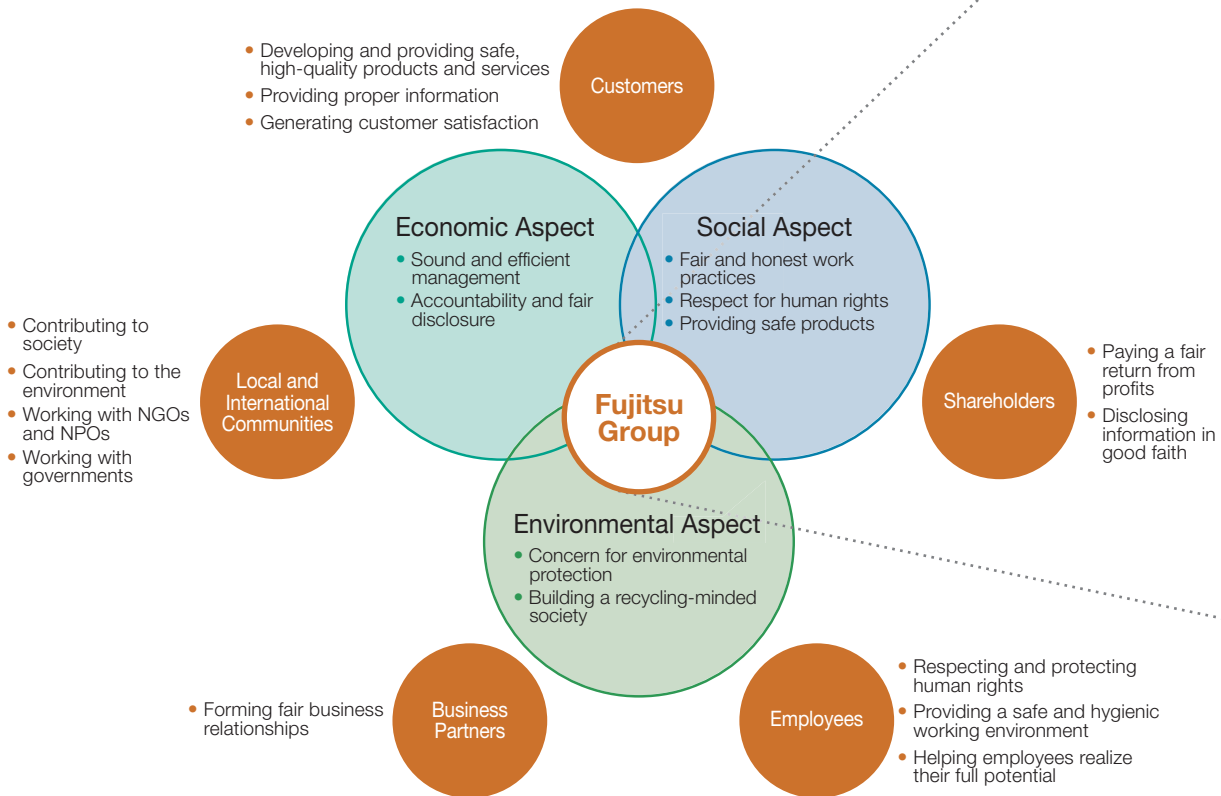 • Developing and providing safe,
high-quality products and services
• Providing proper information
• Generating customer satisfaction
Customers
Economic Aspect
• Sound and efficient
management
• Accountability and fair
disclosure
Social Aspect
• Fair and honest work
practices
• Respect for human rights
• Providing safe products
• Contributing to
society
• Contributing to the
environment
• Working with NGOs
and NPOs
• Working with
governments
Local and
International
Communities
Fujitsu
Group
Shareholders
• Paying a fair
return from
profits
• Disclosing
information in
good faith
Environmental Aspect
• Concern for environmental
protection
• Building a recycling-minded
society
• Forming fair business
relationships
Business
Partners
Employees
• Respecting and protecting
human rights
• Providing a safe and hygienic
working environment
• Helping employees realize
their full potential